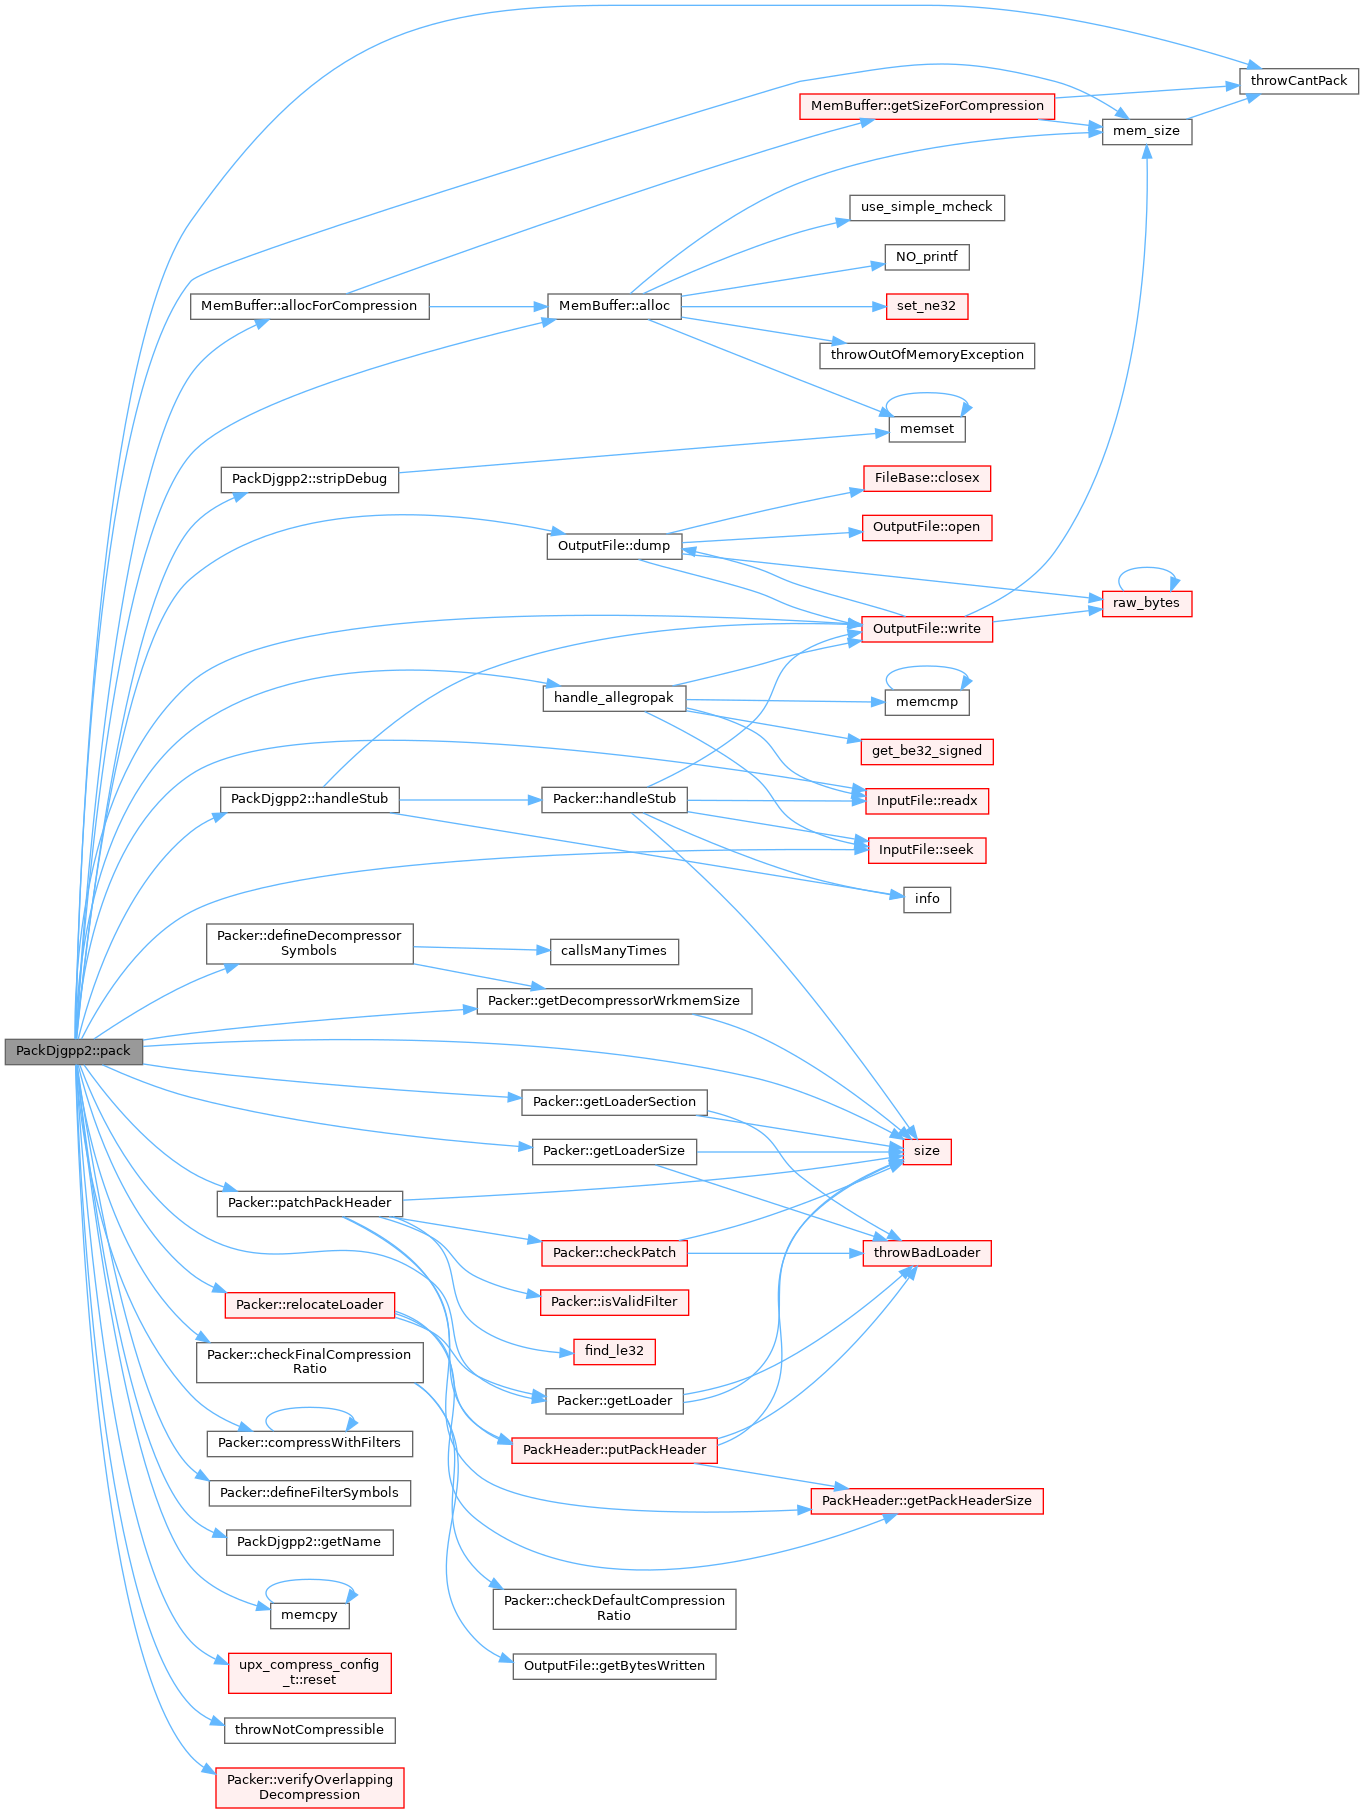 throwCantPack
MemBuffer::getSizeForCompression
mem_size
use_simple_mcheck
NO_printf
MemBuffer::allocForCompression
MemBuffer::alloc
set_ne32
throwOutOfMemoryException
memset
PackDjgpp2::stripDebug
FileBase::closex
OutputFile::open
OutputFile::dump
raw_bytes
OutputFile::write
handle_allegropak
memcmp
get_be32_signed
PackDjgpp2::handleStub
Packer::handleStub
InputFile::readx
InputFile::seek
info
Packer::defineDecompressor
Symbols
callsManyTimes
Packer::getDecompressorWrkmemSize
PackDjgpp2::pack
Packer::getLoaderSection
Packer::getLoaderSize
size
Packer::patchPackHeader
Packer::checkPatch
throwBadLoader
Packer::relocateLoader
Packer::isValidFilter
Packer::checkFinalCompression
Ratio
find_le32
Packer::getLoader
Packer::compressWithFilters
PackHeader::putPackHeader
Packer::defineFilterSymbols
PackHeader::getPackHeaderSize
PackDjgpp2::getName
memcpy
Packer::checkDefaultCompression
Ratio
upx_compress_config
_t::reset
OutputFile::getBytesWritten
throwNotCompressible
Packer::verifyOverlapping
Decompression